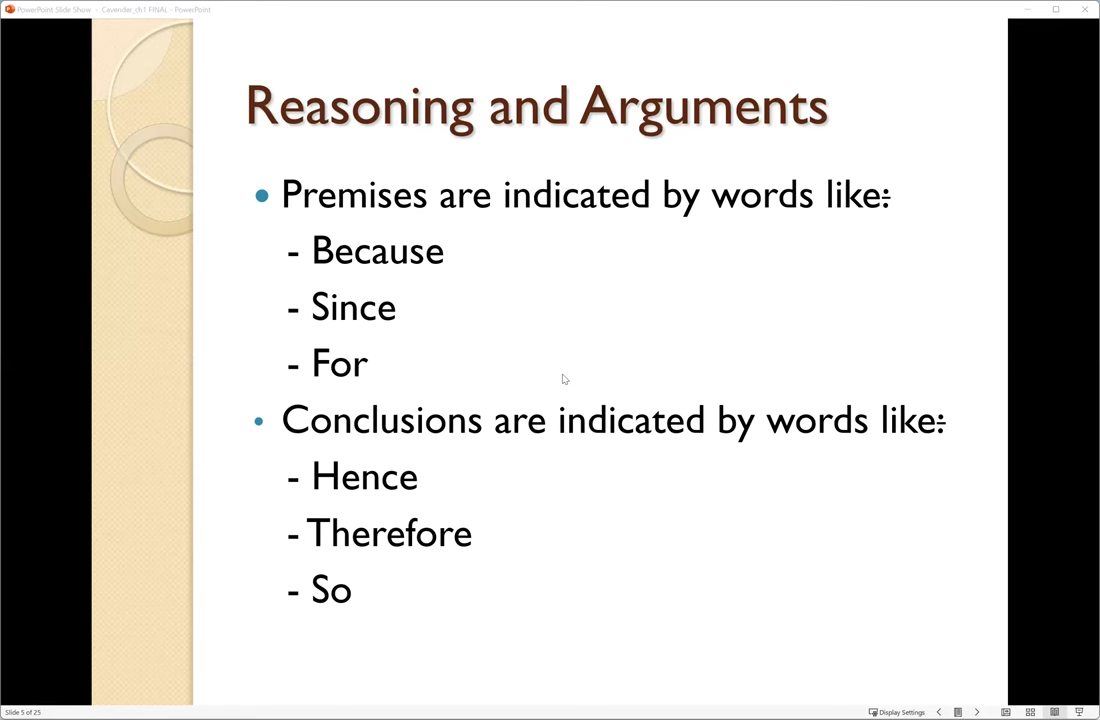 PowerPoint Slide Show - Cavender_ch1 FINAL - PowerPoint
Reasoning and Arguments
• Premises are indicated by words like:
- Because
- Since
- For
• Conclusions are indicated by words like:
- Hence
- Therefore
- So
Slide 5 of 25
Display Settings